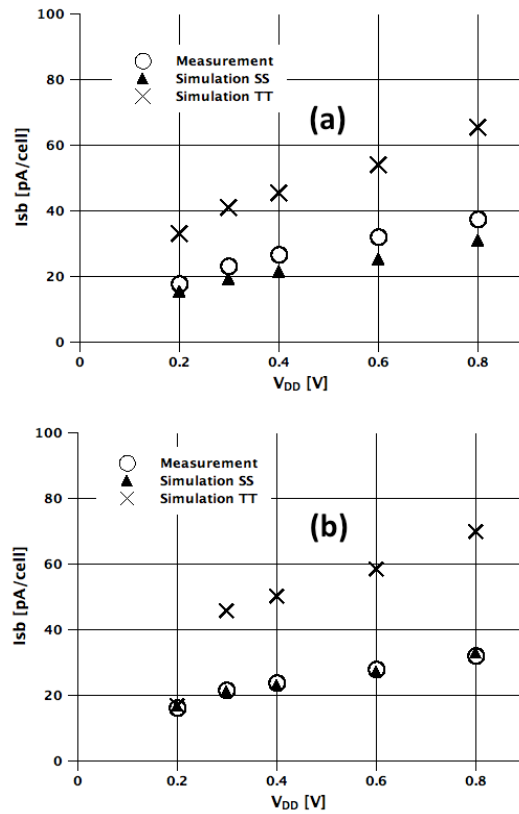 100
80
60
40
20
0
Isb [pA/cell]
Measurement
Simulation SS
Simulation TT
(a)
0 0.2 0.4 0.6 0.8
VDD [V]
100
80
60
40
20
0
Isb [pA/cell]
Measurement
Simulation SS
Simulation TT
(b)
0 0.2 0.4 0.6 0.8
VDD [V]